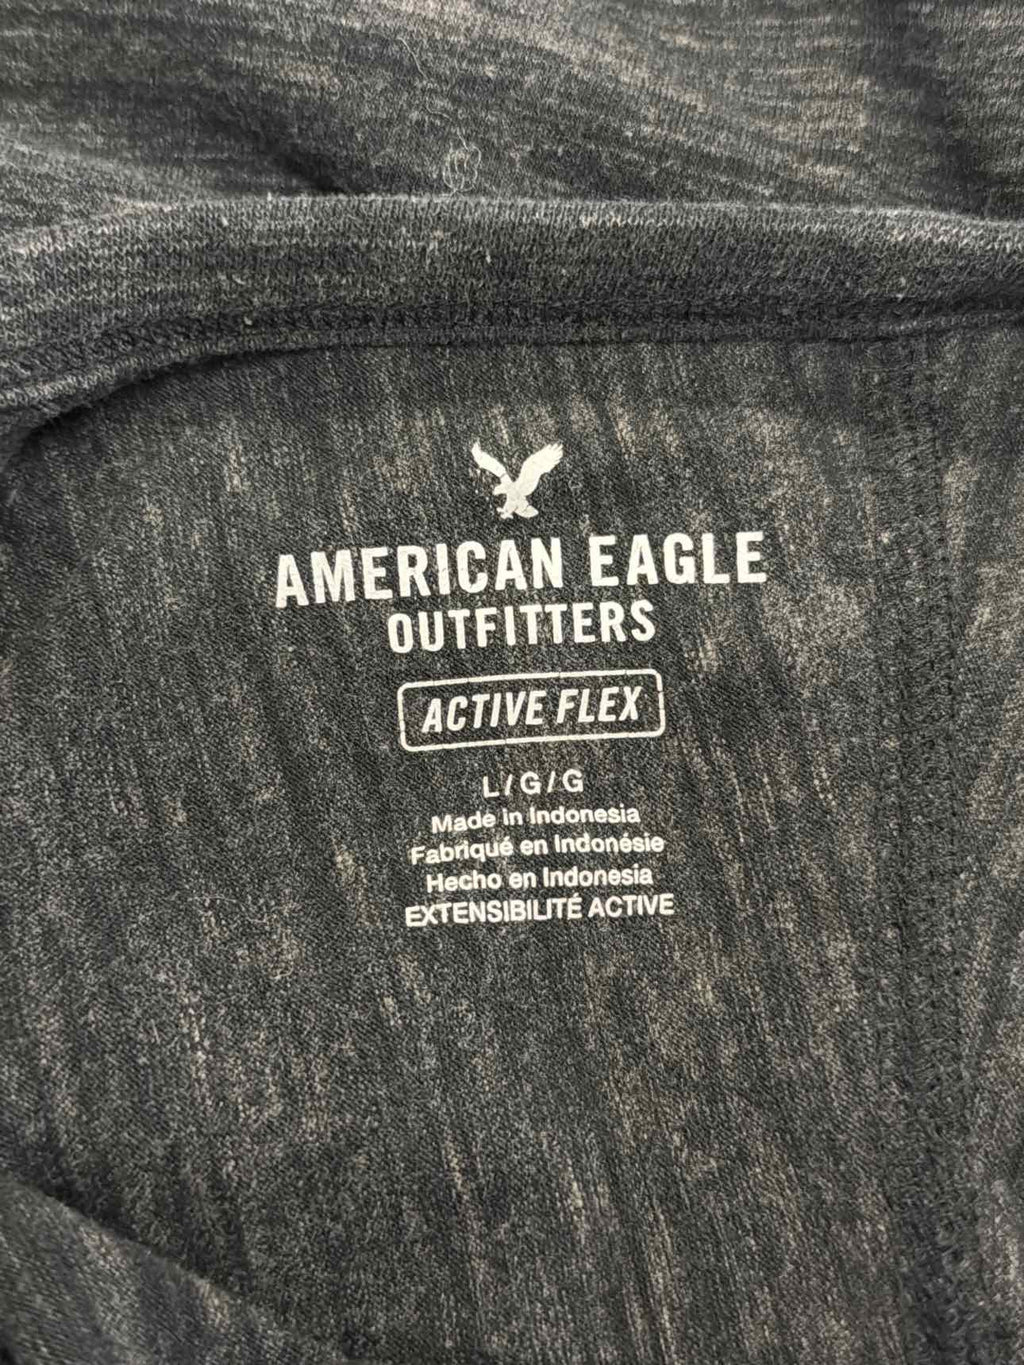 AMERICAN EAGLE
OUTFITTERS
ACTIVE FLEX
L/G/G
Made in Indonesia
Fabriqué en Indonésie
Hecho en Indonesia
EXTENSIBILITÉ ACTIVE